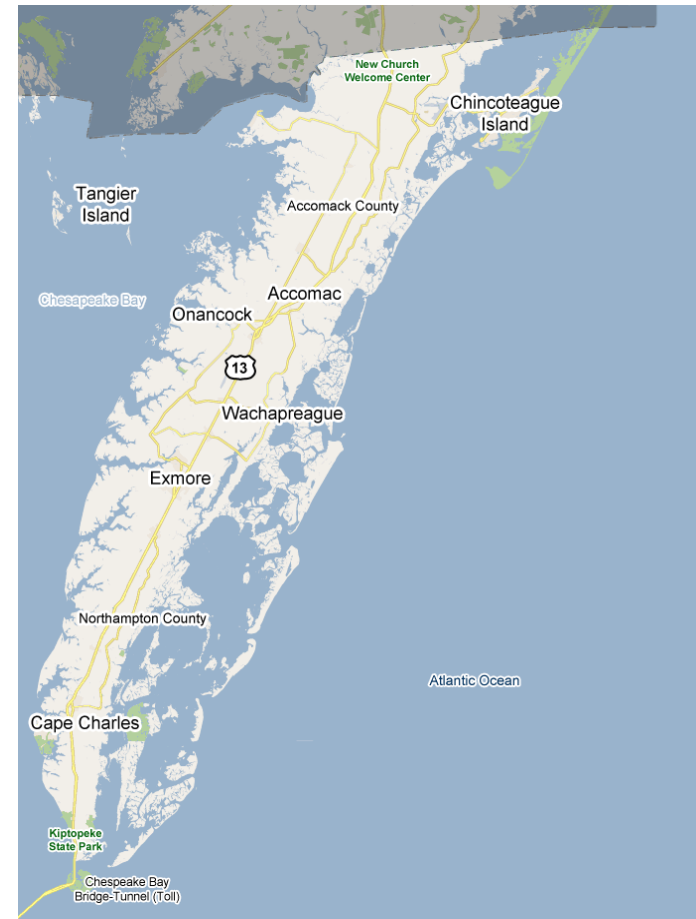 New Church
Welcome Center
Chincoteague
Island
Tangier
Island
Accomack County
Accomac
Chesapeake Bay
Onancock
13
Wachapreague
Exmore
Northampton County
Atlantic Ocean
Cape Charles
Kiptopeke
State Park
Chespeake Bay
Bridge-Tunnel (Toll)